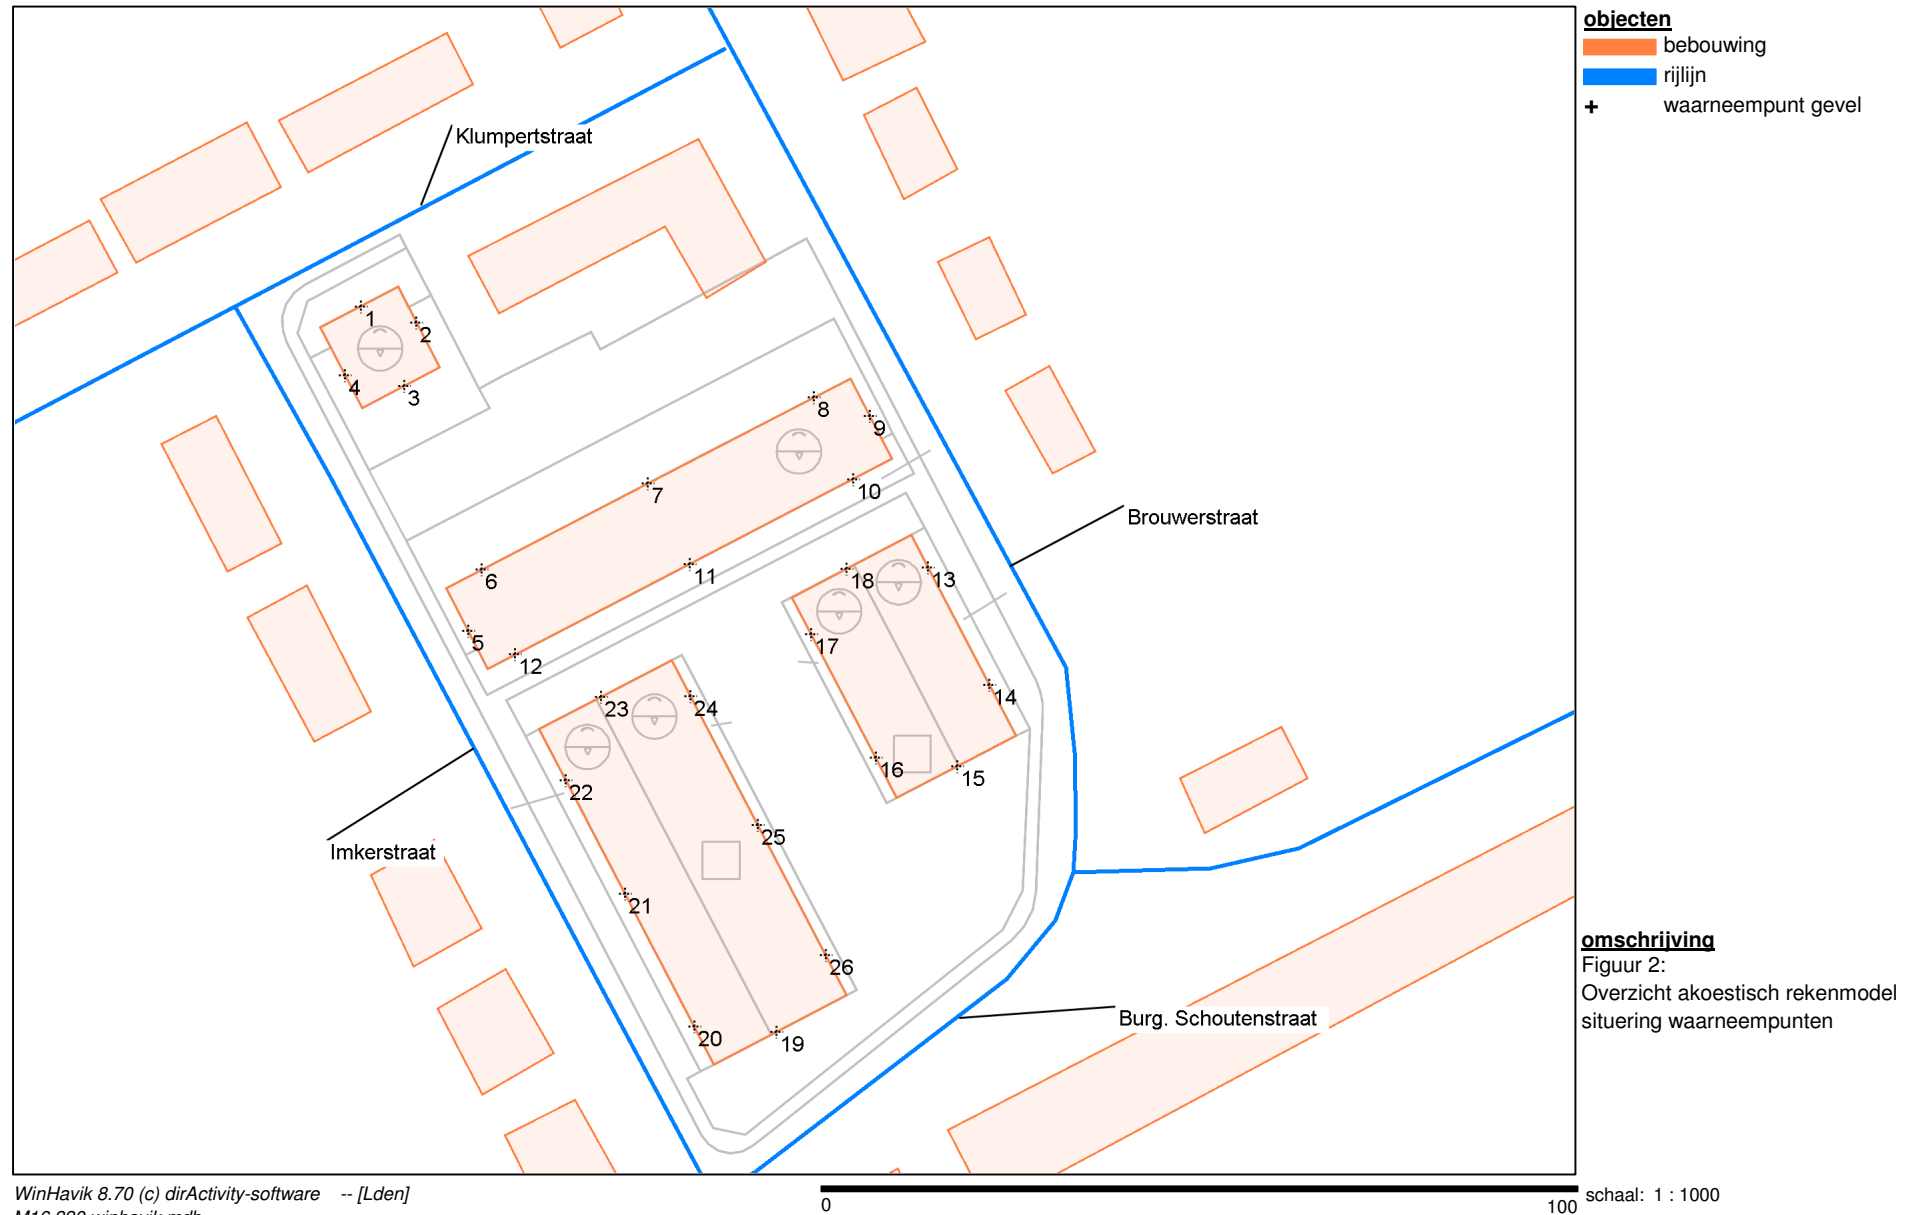 objecten
bebouwing
rijlijn
waarneempunt gevel
Klumpertstraat
1
2
3
4
5
6
7
8
9
10
11
12
13
14
15
16
17
18
19
20
21
22
23
24
25
26
Brouwerstraat
Imkerstraat
Burg. Schoutenstraat
omschrijving
Figuur 2:
Overzicht akoestisch rekenmodel
situering waarneempunten
WinHavik 8.70 (c) dirActivity-software -- [Lden]
0
100
schaal: 1 : 1000